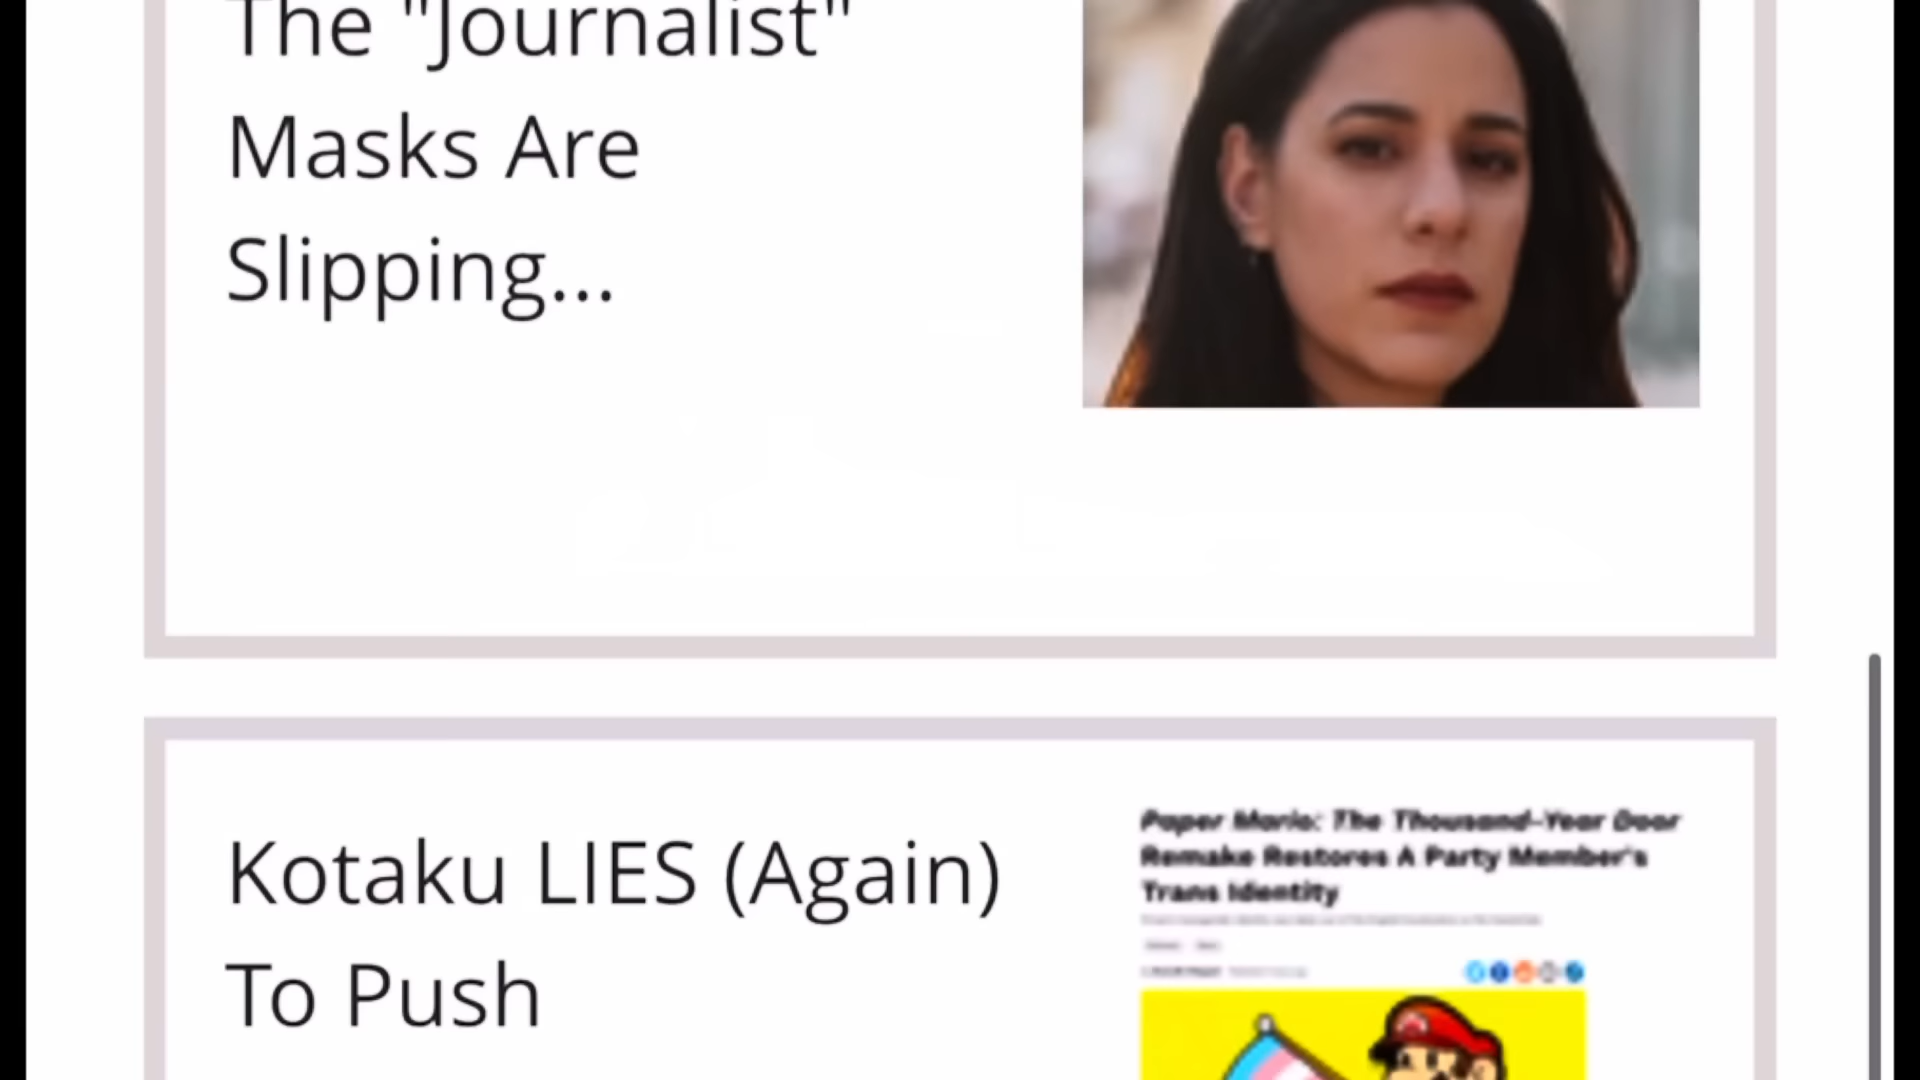 The "Journalist"
Masks Are
Slipping...
Kotaku LIES (Again)
To Push
Paper Mario: The Thousand-Year Door
Remake Restores A Party Member's
Trans Identity